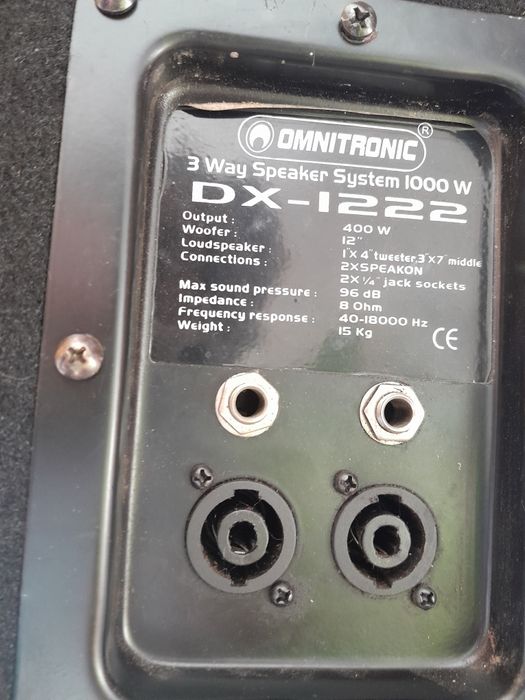 OMNITRONIC ®
3 Way Speaker System 1000 W
DX-1222
Output : 400 W
Woofer : 12"
Loudspeaker : 1"x 4" tweeter, 3"x7" middle
Connections : 2XSPEAKON
2x ¼" jack sockets
Max sound pressure : 96 dB
Impedance : 8 Ohm
Frequency response : 40-18000 Hz
Weight : 15 Kg
CE